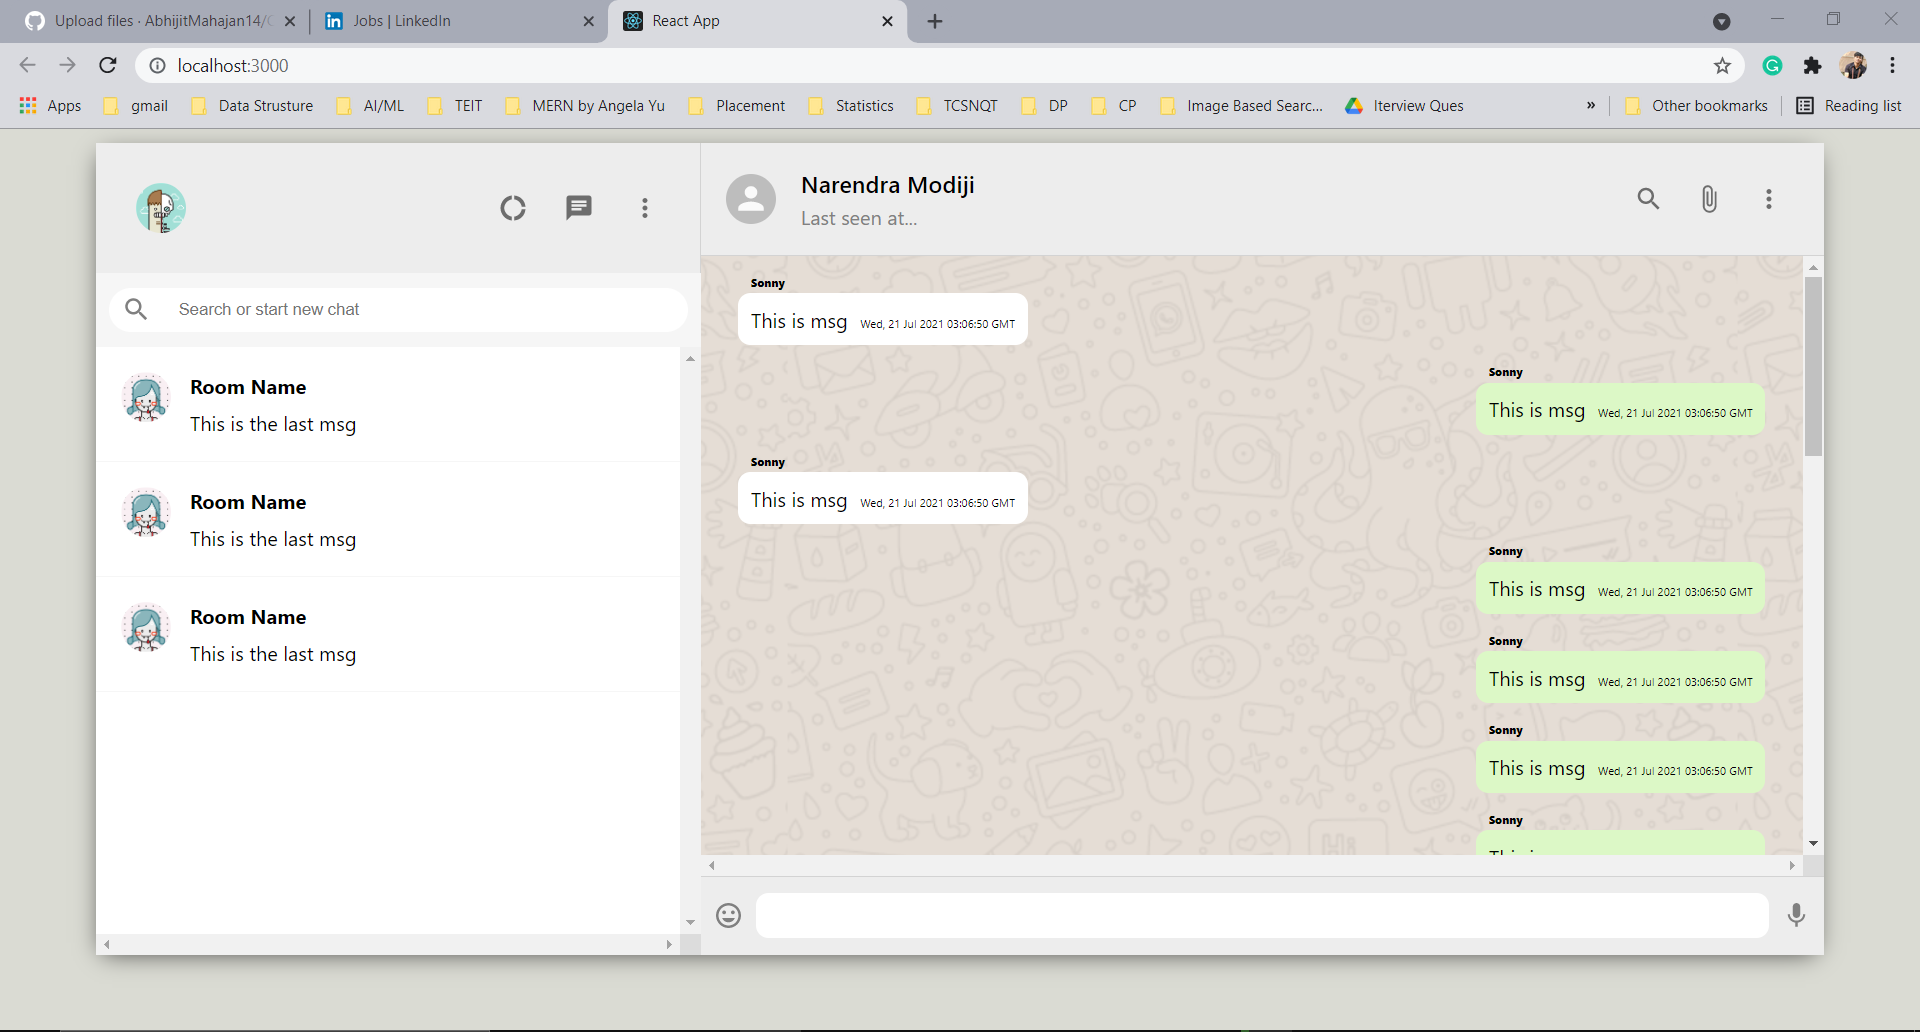 Upload files · AbhijitMahajan14/C
Jobs | LinkedIn
React App
localhost:3000
Apps
gmail
Data Strusture
AI/ML
TEIT
MERN by Angela Yu
Placement
Statistics
TCSNQT
DP
CP
Image Based Searc...
Iterview Ques
»
Other bookmarks
Reading list
Narendra Modiji
Last seen at...
Search or start new chat
Room Name
This is the last msg
Room Name
This is the last msg
Room Name
This is the last msg
Sonny
This is msg Wed, 21 Jul 2021 03:06:50 GMT
Sonny
This is msg Wed, 21 Jul 2021 03:06:50 GMT
Sonny
This is msg Wed, 21 Jul 2021 03:06:50 GMT
Sonny
This is msg Wed, 21 Jul 2021 03:06:50 GMT
Sonny
This is msg Wed, 21 Jul 2021 03:06:50 GMT
Sonny
This is msg Wed, 21 Jul 2021 03:06:50 GMT
Sonny